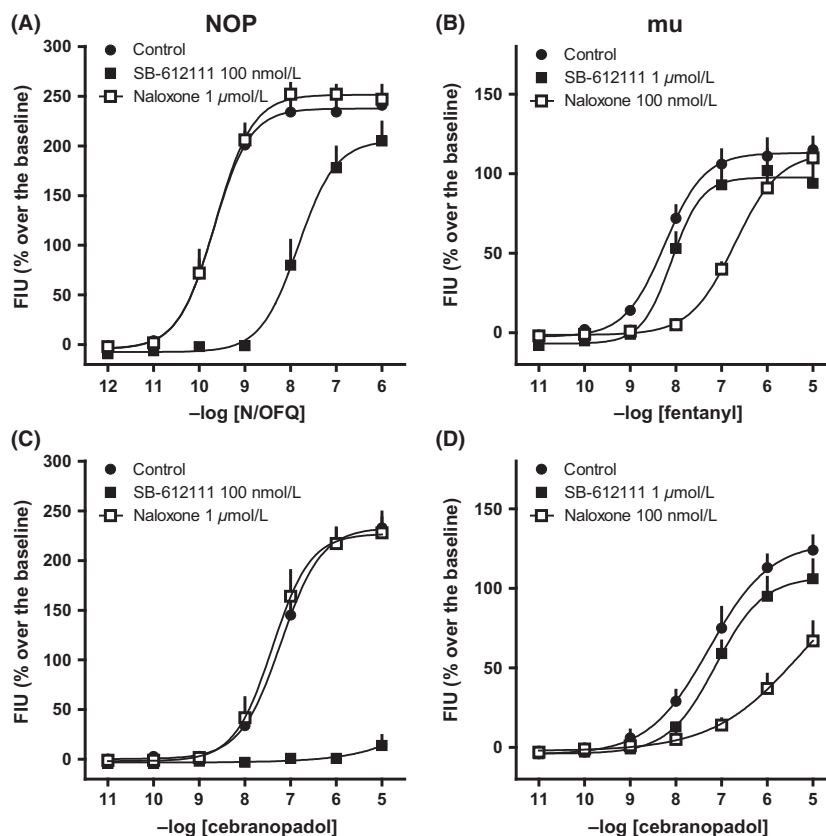 (A)
NOP
Control
SB-612111 100 nmol/L
Naloxone 1 µmol/L
FIU (% over the baseline)
300
250
200
150
100
50
0
12 11 10 9 8 7 6
–log [N/OFQ]
(B)
mu
Control
SB-612111 1 µmol/L
Naloxone 100 nmol/L
FIU (% over the baseline)
150
100
50
0
11 10 9 8 7 6 5
–log [fentanyl]
(C)
Control
SB-612111 100 nmol/L
Naloxone 1 µmol/L
FIU (% over the baseline)
300
250
200
150
100
50
0
11 10 9 8 7 6 5
–log [cebranopadol]
(D)
Control
SB-612111 1 µmol/L
Naloxone 100 nmol/L
FIU (% over the baseline)
150
100
50
0
11 10 9 8 7 6 5
–log [cebranopadol]